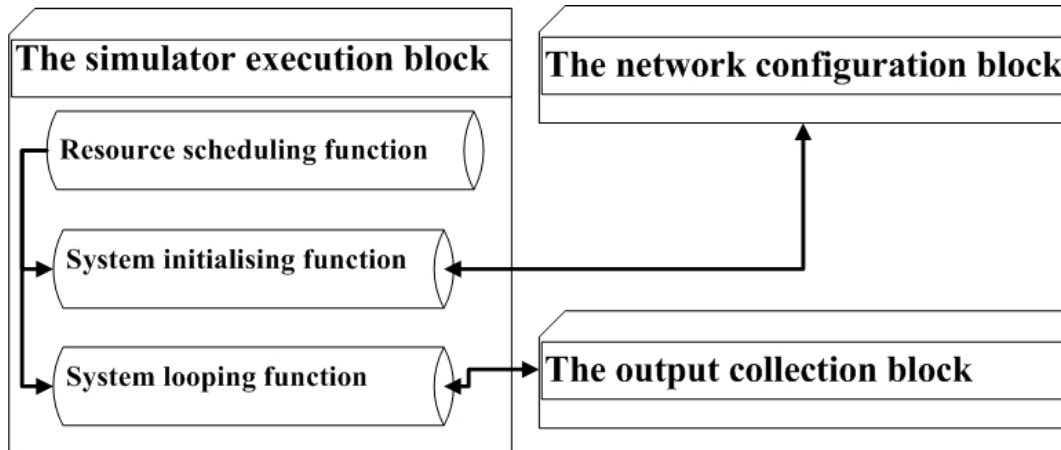 The simulator execution block
Resource scheduling function
System initialising function
System looping function
The network configuration block
The output collection block